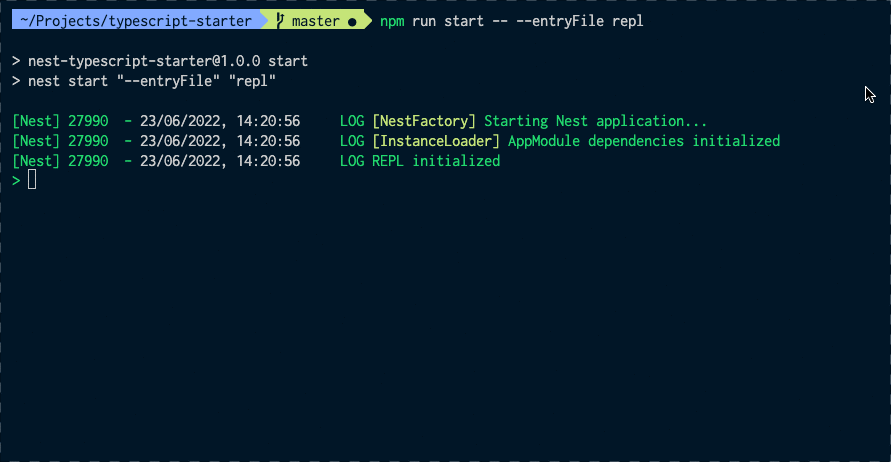 ~/Projects/typescript-starter master ● npm run start -- --entryFile repl
> nest-typescript-starter@1.0.0 start
> nest start "--entryFile" "repl"
[Nest] 27990 - 23/06/2022, 14:20:56 LOG [NestFactory] Starting Nest application...
[Nest] 27990 - 23/06/2022, 14:20:56 LOG [InstanceLoader] AppModule dependencies initialized
[Nest] 27990 - 23/06/2022, 14:20:56 LOG REPL initialized
>